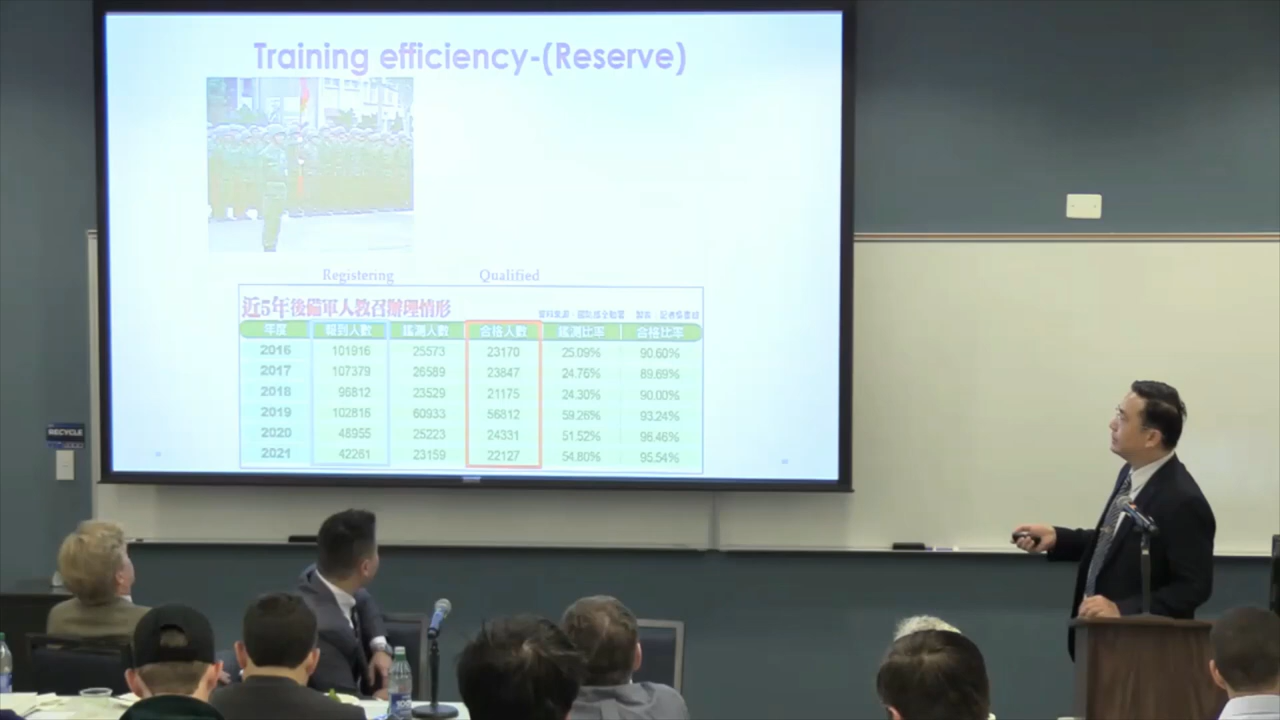 Training efficiency-(Reserve)
Registering Qualified
近5年後備軍人教召辦理情形
年度 報到人數 鑑測人數 合格人數 鑑測比率 合格比率
2016 101916 25573 23170 25.09% 90.60%
2017 107379 26589 23847 24.76% 89.69%
2018 96812 23529 21175 24.30% 90.00%
2019 102816 60933 56812 59.26% 93.24%
2020 48955 25223 24331 51.52% 96.46%
2021 42261 23159 22127 54.80% 95.54%
RECYCLE